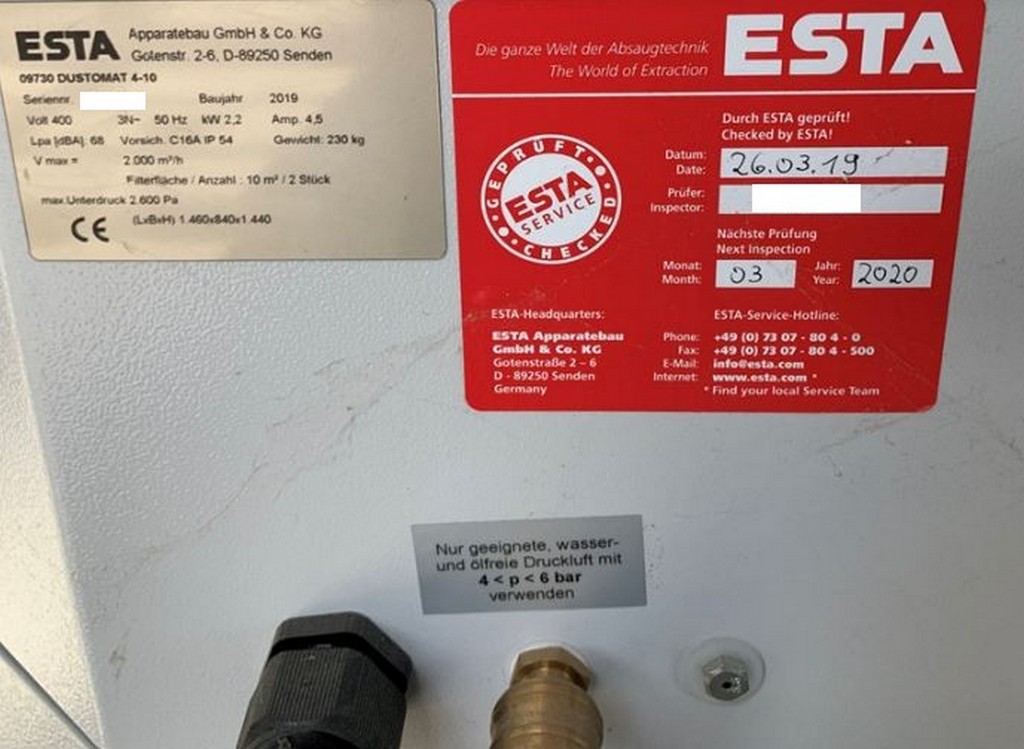 ESTA Apparatebau GmbH & Co. KG
Gotenstr. 2-6, D-89250 Senden
09730 DUSTOMAT 4-10
Seriennr. Baujahr 2019
Volt 400 3N~ 50 Hz kW 2,2 Amp. 4,5
Lpa [dBA]: 68 Vorsich. C16A IP 54 Gewicht: 230 kg
V max = 2.000 m³/h
Filterfläche / Anzahl : 10 m² / 2 Stück
max.Unterdruck 2.600 Pa
CE (LxBxH) 1.460x840x1.440
Die ganze Welt der Absaugtechnik
The World of Extraction
ESTA
GEPRÜFT
ESTA
SERVICE
CHECKED
Durch ESTA geprüft!
Checked by ESTA!
Datum:
Date: 26.03.19
Prüfer:
Inspector:
Nächste Prüfung
Next Inspection
Monat: Jahr:
Month: 03 Year: 2020
ESTA-Headquarters:
ESTA Apparatebau
GmbH & Co. KG
Gotenstraße 2 – 6
D - 89250 Senden
Germany
ESTA-Service-Hotline:
Phone: +49 (0) 73 07 - 80 4 - 0
Fax: +49 (0) 73 07 - 80 4 - 500
E-Mail: info@esta.com
Internet: www.esta.com *
* Find your local Service Team
Nur geeignete, wasser-
und ölfreie Druckluft mit
4 < p < 6 bar
verwenden